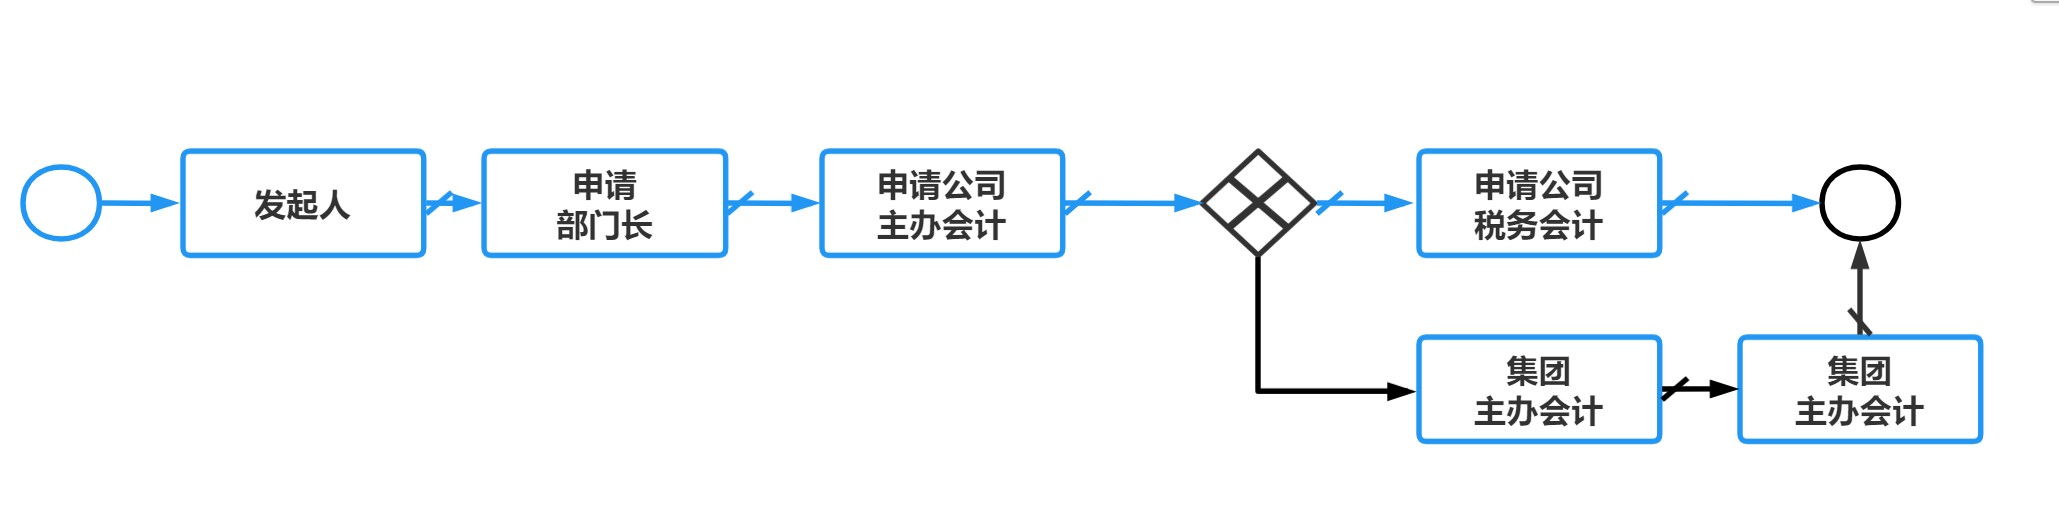 发起人
申请
部门长
申请公司
主办会计
申请公司
税务会计
集团
主办会计
集团
主办会计